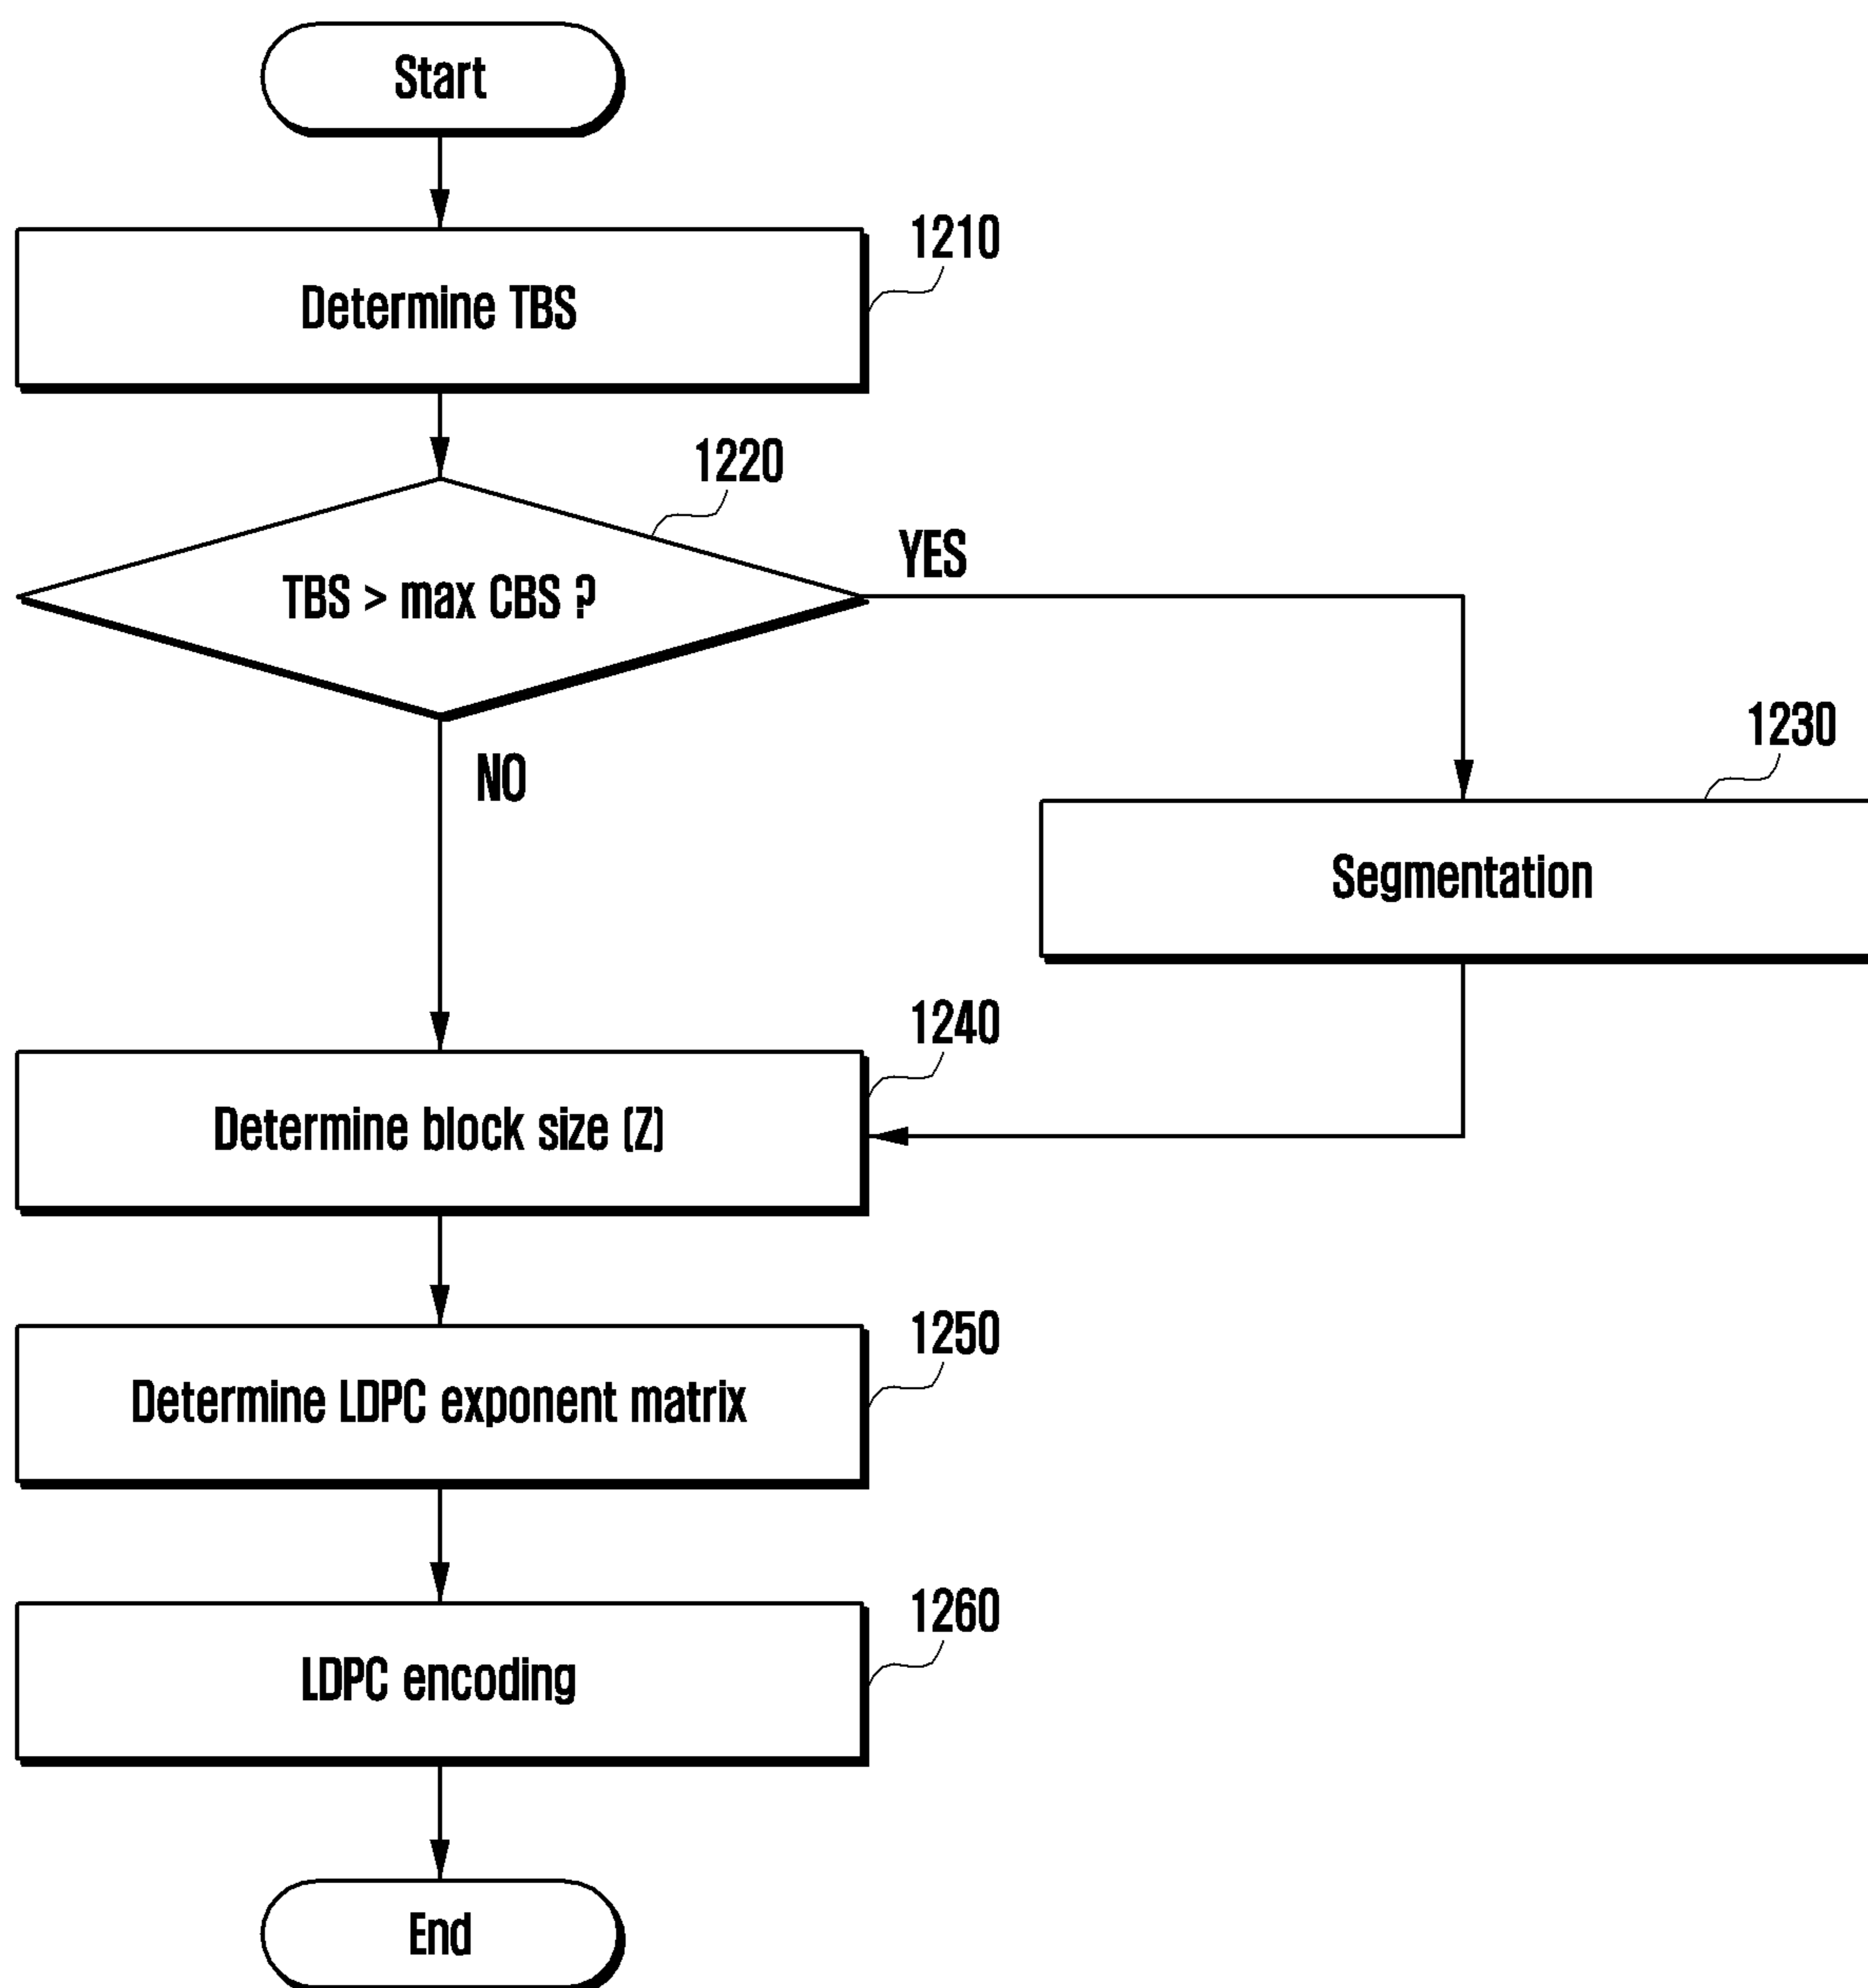 Start
1210
Determine TBS
1220
YES
TBS > max CBS ?
1230
NO
Segmentation
1240
Determine block size (Z)
1250
Determine LDPC exponent matrix
1260
LDPC encoding
End